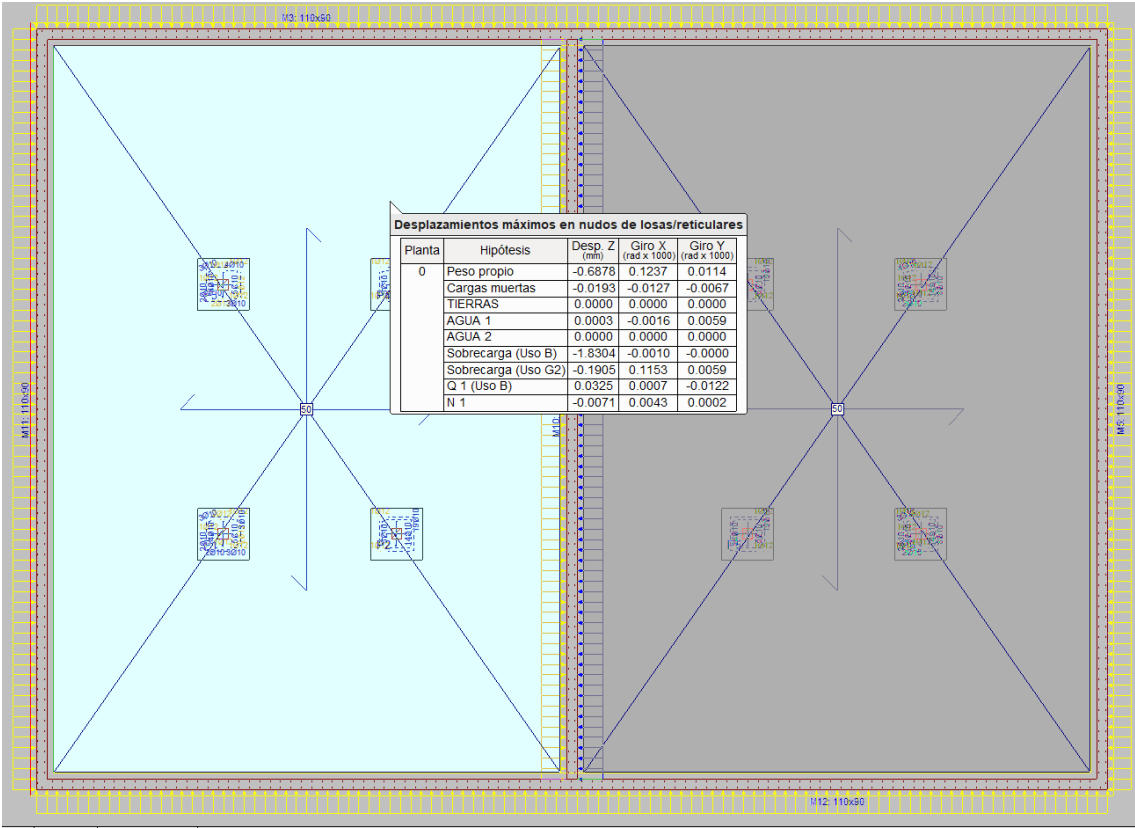 M3: 110x90
Desplazamientos máximos en nudos de losas/reticulares
Planta Hipótesis Desp. Z (mm) Giro X (rad x 1000) Giro Y (rad x 1000)
0 Peso propio -0.6878 0.1237 0.0114
Cargas muertas -0.0193 -0.0127 -0.0067
TIERRAS 0.0000 0.0000 0.0000
AGUA 1 0.0003 -0.0016 0.0059
AGUA 2 0.0000 0.0000 0.0000
Sobrecarga (Uso B) -1.8304 -0.0010 -0.0000
Sobrecarga (Uso G2) -0.1905 0.1153 0.0059
Q 1 (Uso B) 0.0325 0.0007 -0.0122
N 1 -0.0071 0.0043 0.0002
M11: 110x90
50
M10:
50
M5: 110x90
M12: 110x90